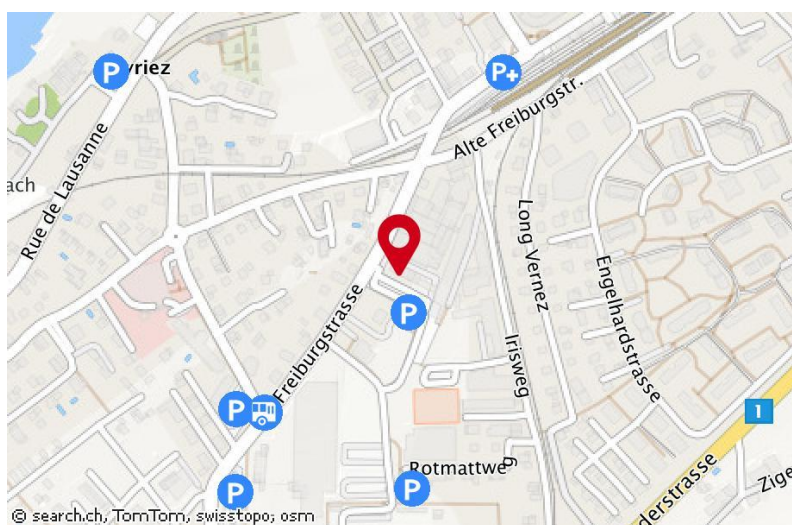 P
P+
yriez
Alte Freiburgstr.
ach
Rue de Lausanne
Long Vernez
Engelhardstrasse
Freiburgstrasse
P
Irisweg
P
1
Rotmattweg
P
P
derstrasse
Zige
© search.ch, TomTom, swisstopo, osm